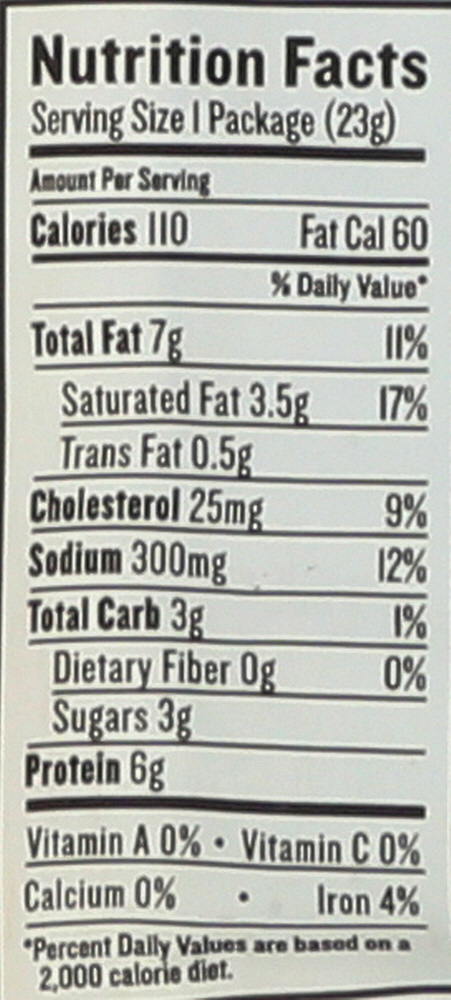 Nutrition Facts
Serving Size 1 Package (23g)
Amount Per Serving
Calories 110 Fat Cal 60
% Daily Value*
Total Fat 7g 11%
Saturated Fat 3.5g 17%
Trans Fat 0.5g
Cholesterol 25mg 9%
Sodium 300mg 12%
Total Carb 3g 1%
Dietary Fiber 0g 0%
Sugars 3g
Protein 6g
Vitamin A 0% • Vitamin C 0%
Calcium 0% • Iron 4%
*Percent Daily Values are based on a
2,000 calorie diet.